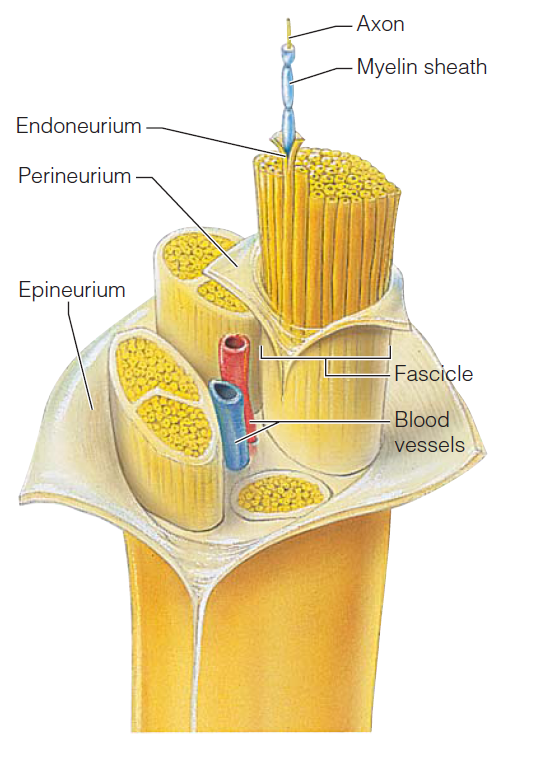 Axon
Myelin sheath
Endoneurium
Perineurium
Epineurium
Fascicle
Blood
vessels